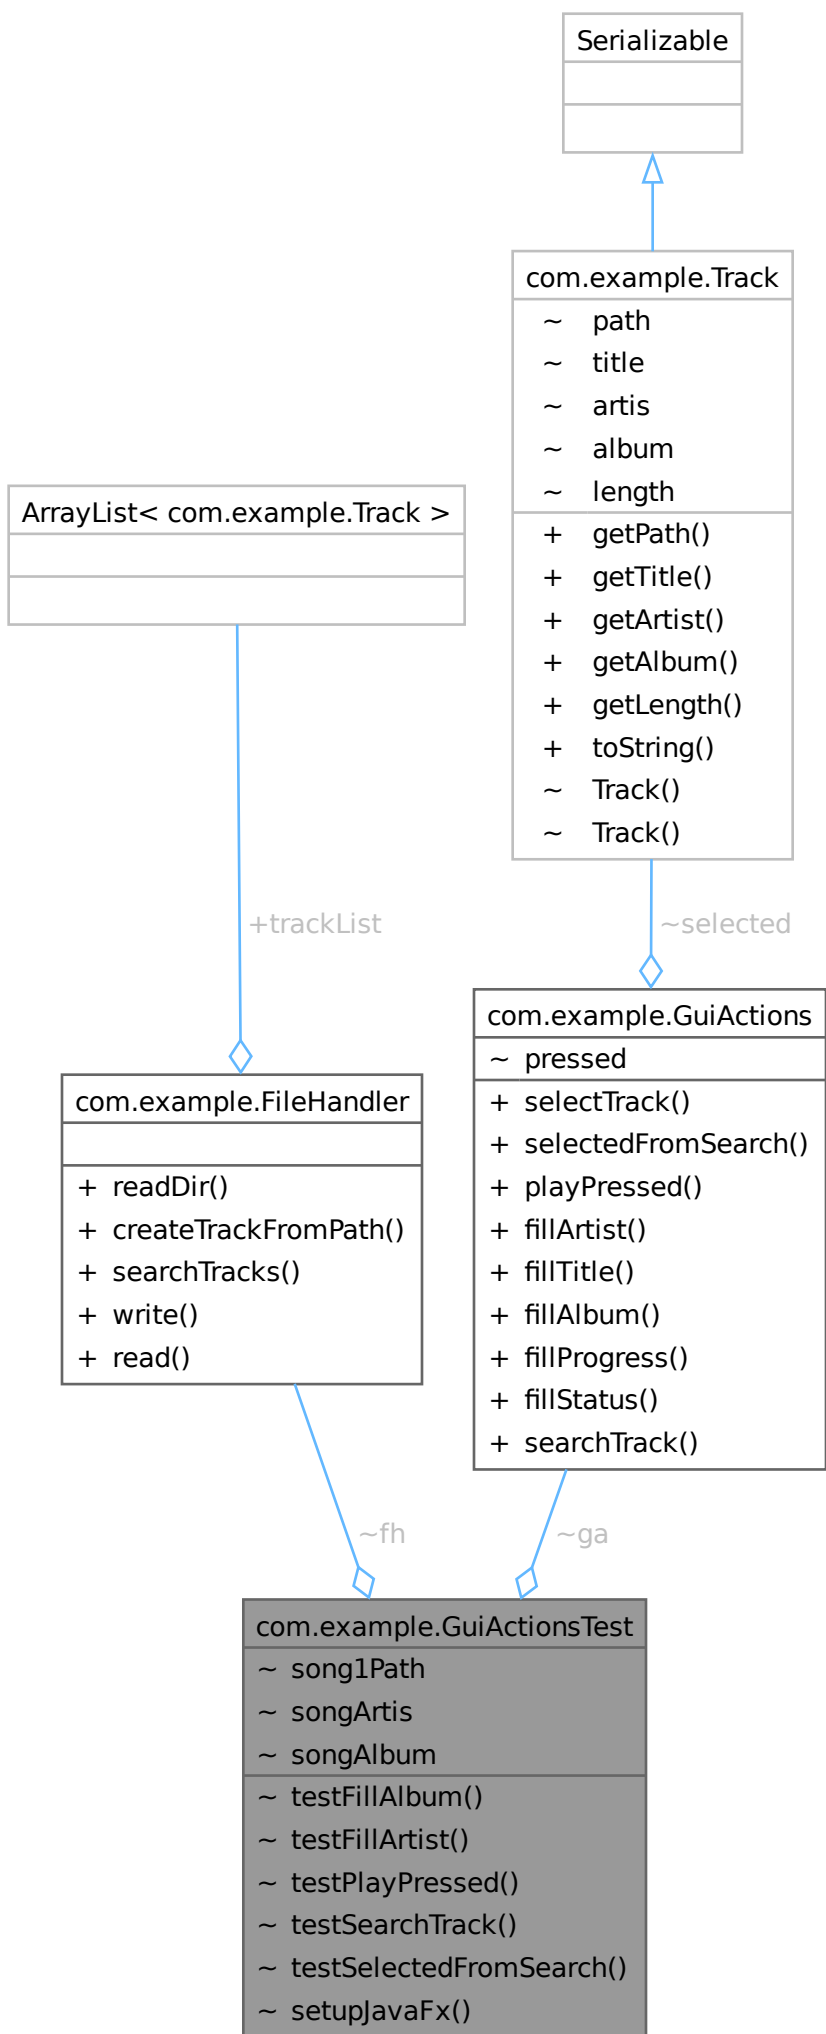 Serializable
com.example.Track
~ path
~ title
~ artis
~ album
~ length
+ getPath()
+ getTitle()
+ getArtist()
+ getAlbum()
+ getLength()
+ toString()
~ Track()
~ Track()
ArrayList< com.example.Track >
+trackList
~selected
com.example.FileHandler
+ readDir()
+ createTrackFromPath()
+ searchTracks()
+ write()
+ read()
com.example.GuiActions
~ pressed
+ selectTrack()
+ selectedFromSearch()
+ playPressed()
+ fillArtist()
+ fillTitle()
+ fillAlbum()
+ fillProgress()
+ fillStatus()
+ searchTrack()
~fh
~ga
com.example.GuiActionsTest
~ song1Path
~ songArtis
~ songAlbum
~ testFillAlbum()
~ testFillArtist()
~ testPlayPressed()
~ testSearchTrack()
~ testSelectedFromSearch()
~ setupJavaFx()